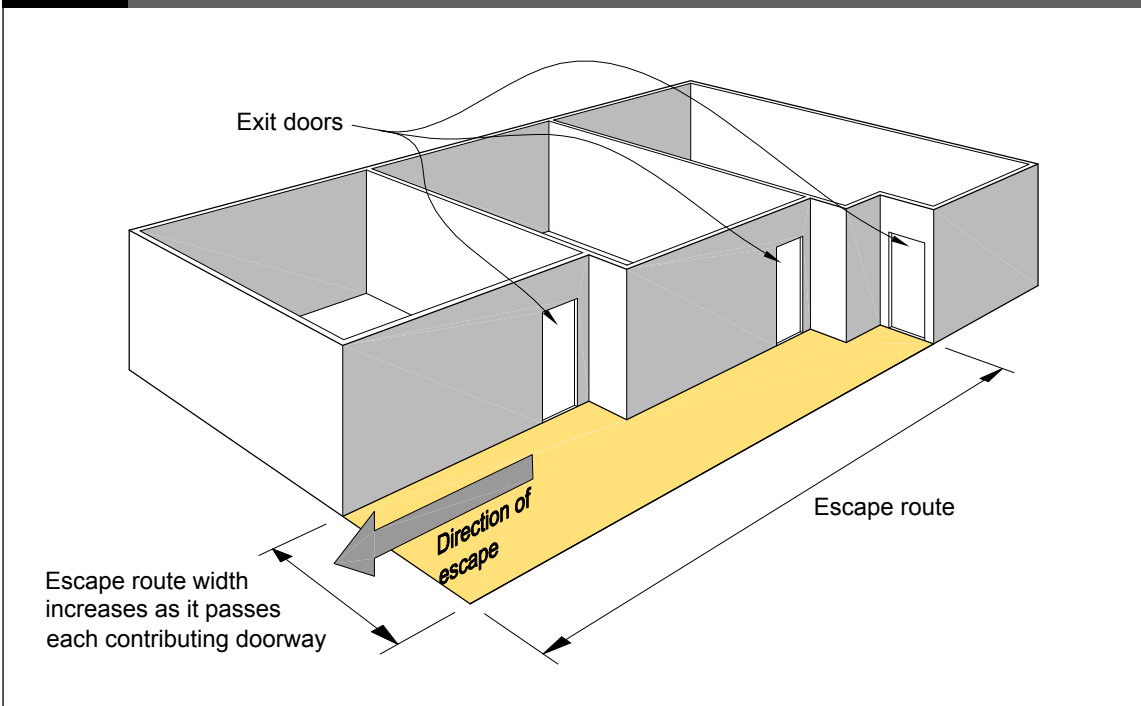 Exit doors
Direction of
escape
Escape route
Escape route width
increases as it passes
each contributing doorway